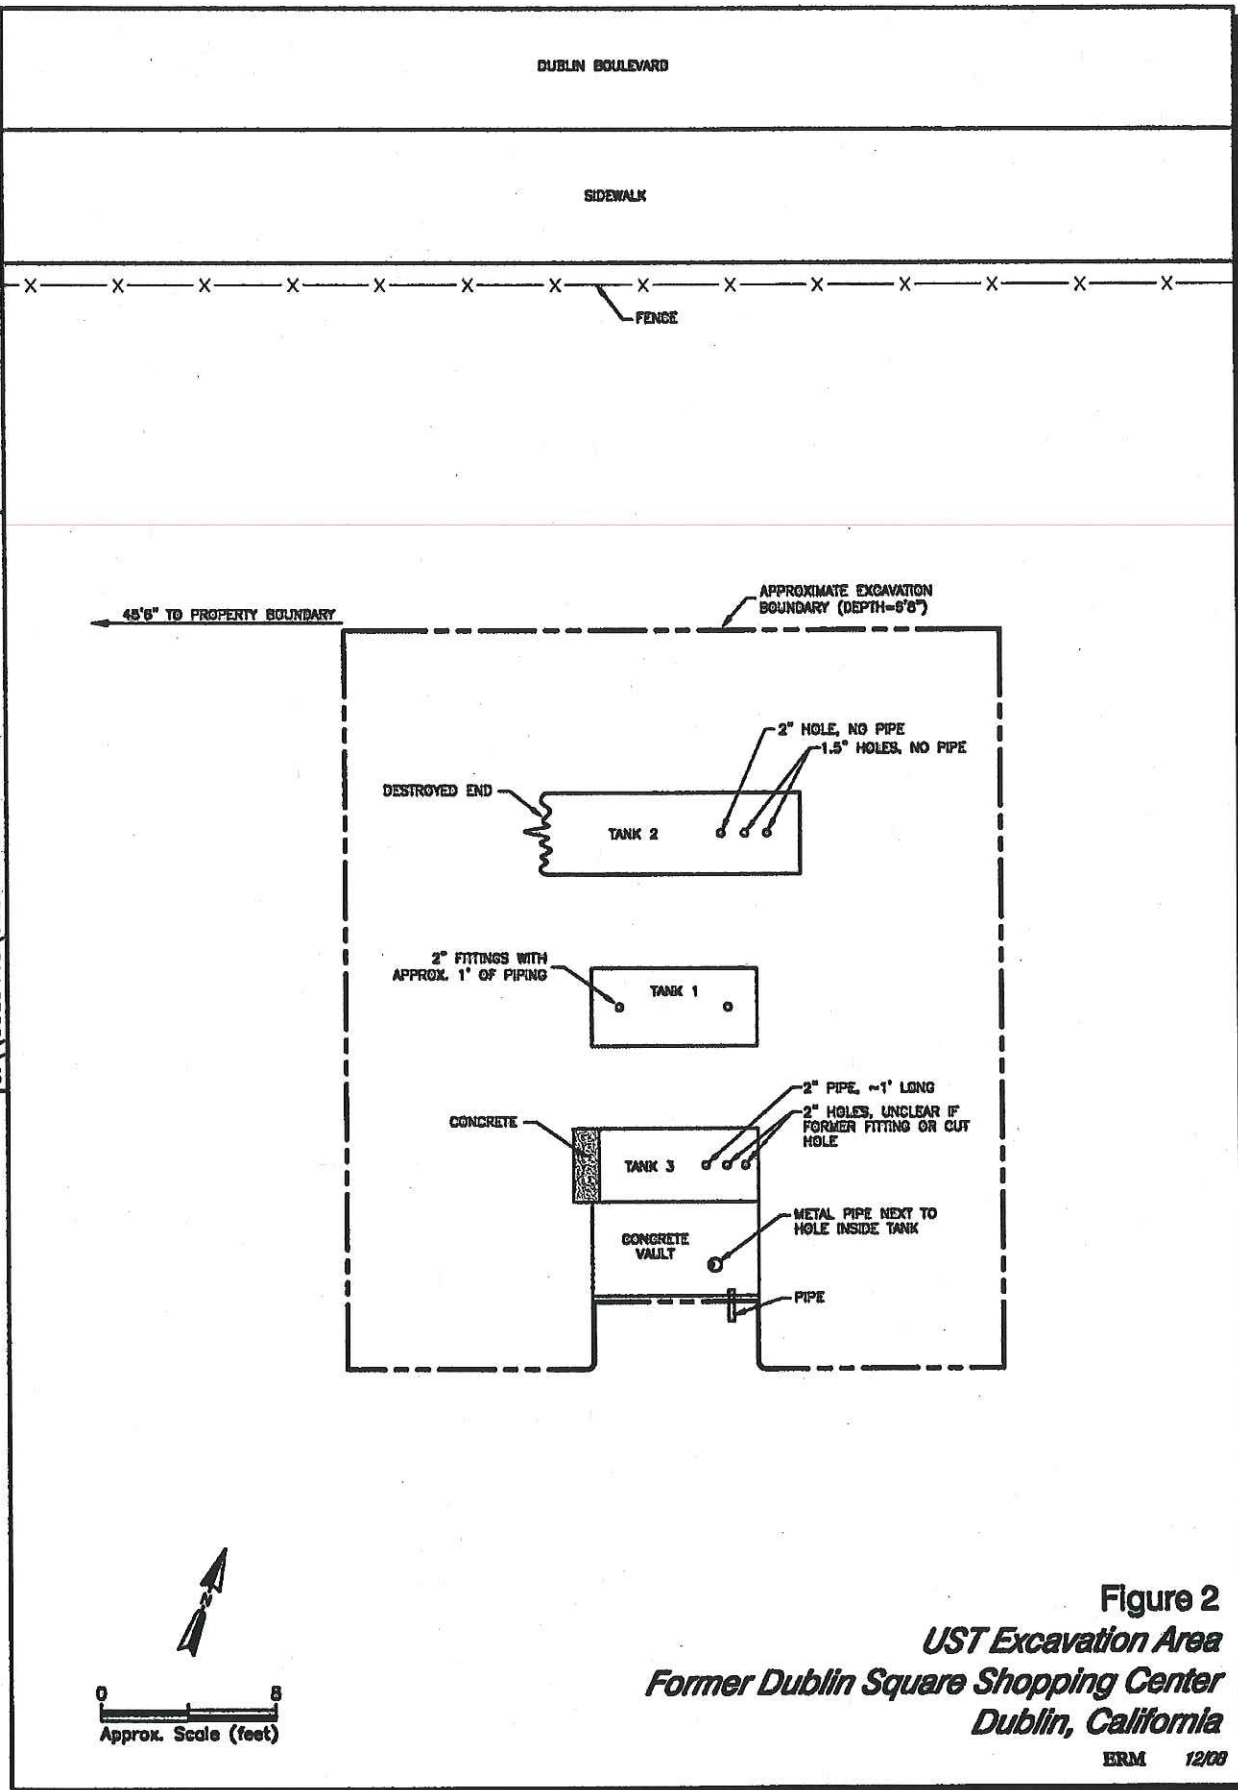 DUBLIN BOULEVARD
SIDEWALK
X X X X X X X X X X X X X X
FENCE
APPROXIMATE EXCAVATION
BOUNDARY (DEPTH=6'8")
45'6" TO PROPERTY BOUNDARY
2" HOLE, NO PIPE
1.5" HOLES, NO PIPE
DESTROYED END
TANK 2
2" FITTINGS WITH
APPROX. 1' OF PIPING
TANK 1
2" PIPE, ~1' LONG
2" HOLES, UNCLEAR IF
FORMER FITTING OR CUT
HOLE
CONCRETE
TANK 3
METAL PIPE NEXT TO
HOLE INSIDE TANK
CONCRETE
VAULT
PIPE
N
0 8
Approx. Scale (feet)
Figure 2
UST Excavation Area
Former Dublin Square Shopping Center
Dublin, California
ERM 12/08